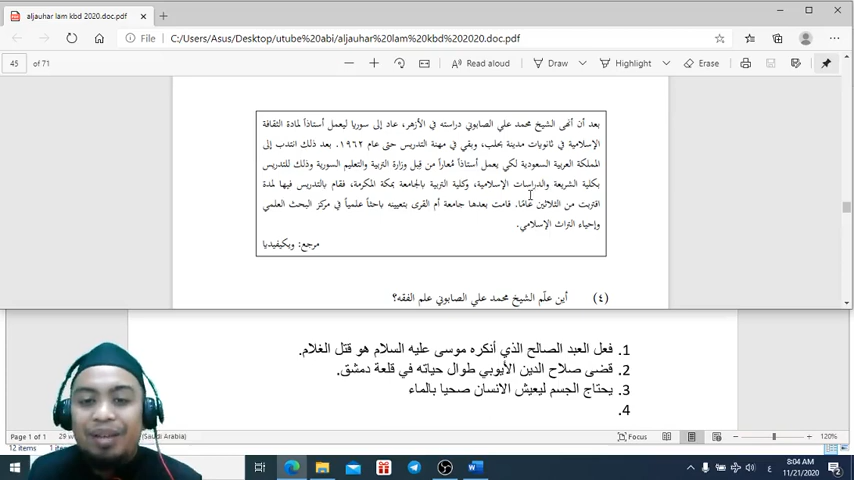 aljauhar lam kbd 2020.doc.pdf
File
C:/Users/Asus/Desktop/utube%20abi/aljauhar%20lam%20kbd%202020.doc.pdf
45 of 71
Read aloud
Draw
Highlight
Erase
بعد أن أنهى الشيخ محمد علي الصابوني دراسته في الأزهر، عاد إلى سوريا ليعمل أستاذاً لمادة الثقافة
الإسلامية في ثانويات مدينة بحلب، وبقي في مهنة التدريس حتى عام ١٩٦٢. بعد ذلك انتدب إلى
المملكة العربية السعودية لكي يعمل أستاذاً مُعاراً من قِبل وزارة التربية والتعليم السورية وذلك للتدريس
بكلية الشريعة والدراسات الإسلامية، وكلية التربية بالجامعة بمكة المكرمة، فقام بالتدريس فيها لمدة
اقتربت من الثلاثين عامًا. قامت بعدها جامعة أم القرى بتعيينه باحثاً علمياً في مركز البحث العلمي
وإحياء التراث الإسلامي.
مرجع: ويكيفيديا
(٤) أين علّم الشيخ محمد علي الصابوني علم الفقه؟
1. فعل العبد الصالح الذي أنكره موسى عليه السلام هو قتل الغلام.
2. قضى صلاح الدين الأيوبي طوال حياته في قلعة دمشق.
3. يحتاج الجسم ليعيش الانسان صحيا بالماء
4.
Page 1 of 1
29 w
(Saudi Arabia)
Focus
120%
12 items
8:04 AM
11/21/2020